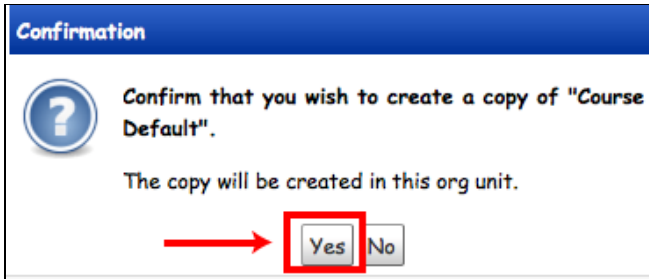 Confirmation
Confirm that you wish to create a copy of "Course
Default".
The copy will be created in this org unit.
Yes No